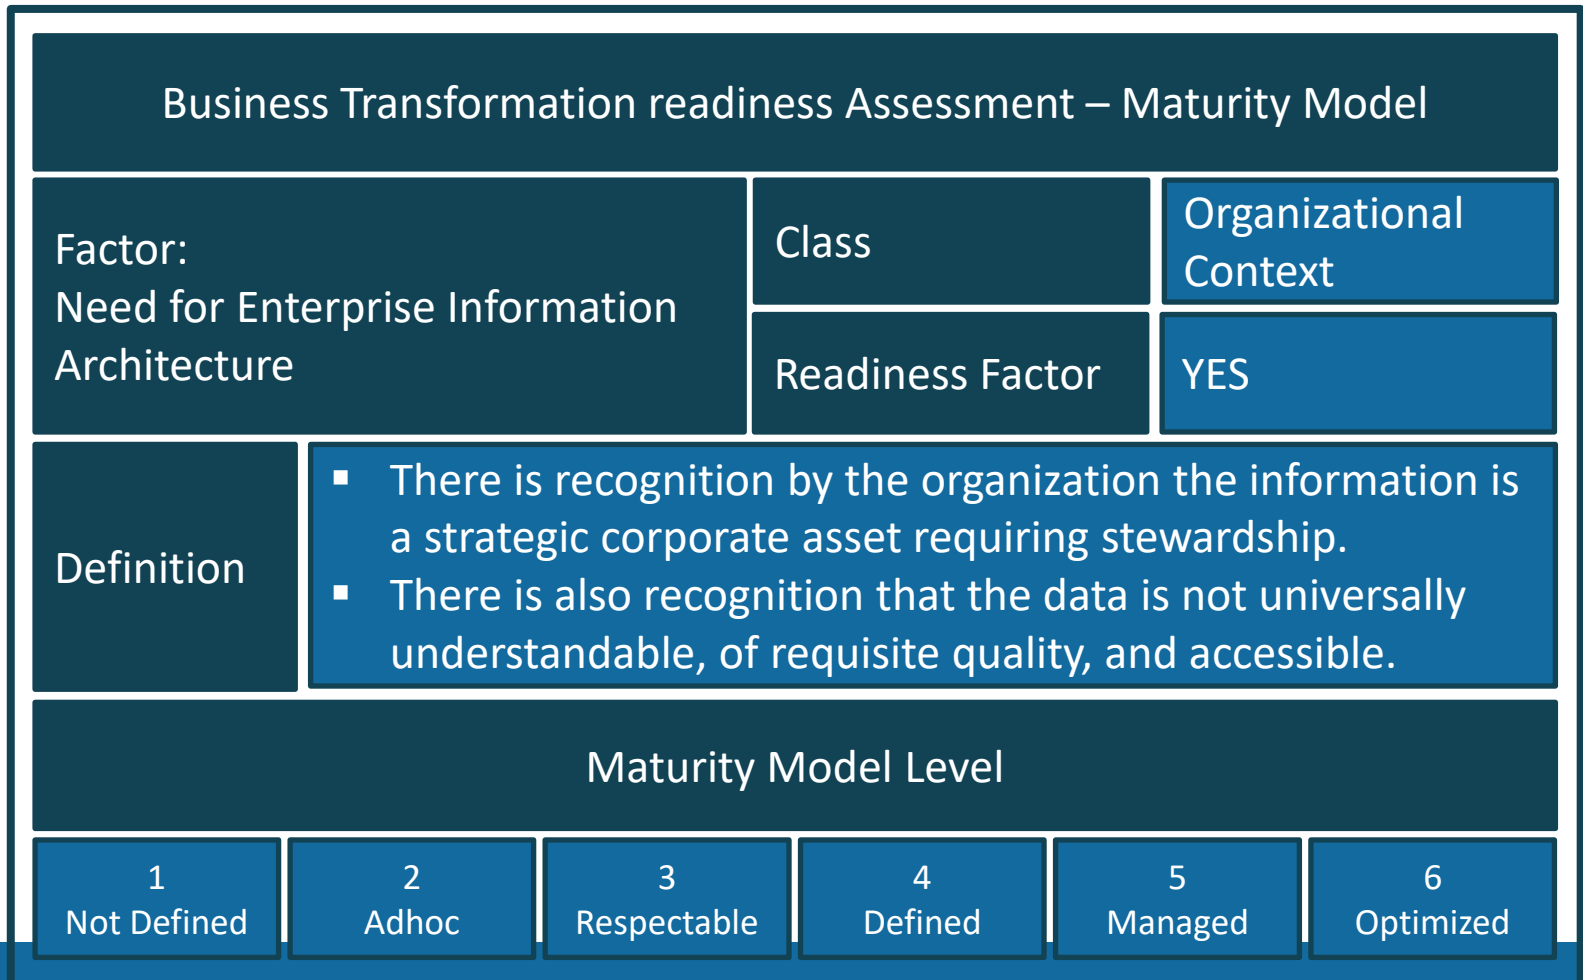 Business Transformation readiness Assessment – Maturity Model
Factor:
Need for Enterprise Information
Architecture
Class
Organizational
Context
Readiness Factor
YES
Definition
▪ There is recognition by the organization the information is
a strategic corporate asset requiring stewardship.
▪ There is also recognition that the data is not universally
understandable, of requisite quality, and accessible.
Maturity Model Level
1
Not Defined
2
Adhoc
3
Respectable
4
Defined
5
Managed
6
Optimized